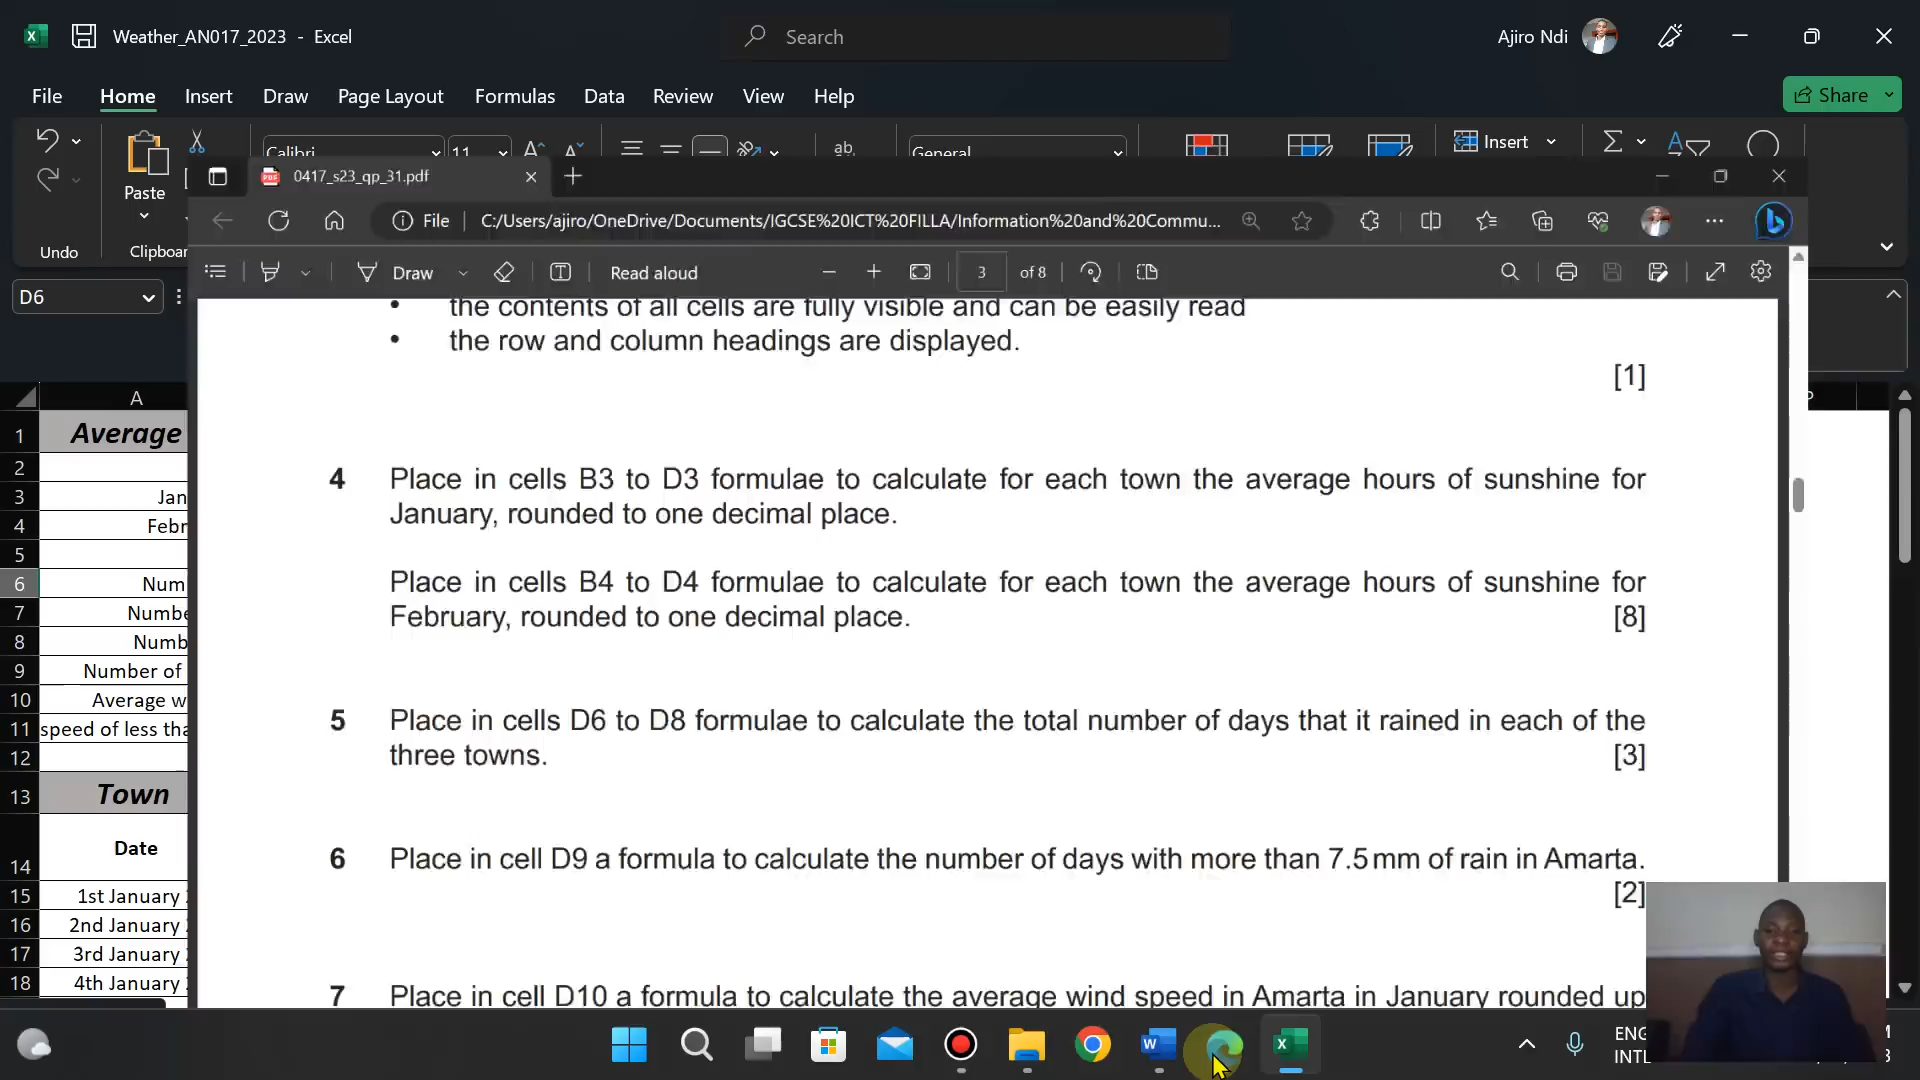 Weather_AN017_2023 - Excel
Search
Ajiro Ndi
File Home Insert Draw Page Layout Formulas Data Review View Help
Share
Calibri 11
ab
General
Insert
Paste
Undo
Clipboar
0417_s23_qp_31.pdf
File C:/Users/ajiro/OneDrive/Documents/IGCSE%20ICT%20FILLA/Information%20and%20Commu...
Draw
Read aloud
3 of 8
D6
the contents of all cells are fully visible and can be easily read
• the row and column headings are displayed.
[1]
4 Place in cells B3 to D3 formulae to calculate for each town the average hours of sunshine for
January, rounded to one decimal place.
Place in cells B4 to D4 formulae to calculate for each town the average hours of sunshine for
February, rounded to one decimal place. [8]
5 Place in cells D6 to D8 formulae to calculate the total number of days that it rained in each of the
three towns. [3]
6 Place in cell D9 a formula to calculate the number of days with more than 7.5 mm of rain in Amarta.
[2]
7 Place in cell D10 a formula to calculate the average wind speed in Amarta in January rounded up
A
1 Average
2
3 Jan
4 Febr
5
6 Num
7 Numbe
8 Numb
9 Number of
10 Average w
11 speed of less tha
12
13 Town
14 Date
15 1st January
16 2nd January
17 3rd January
18 4th January
ENG
INTL